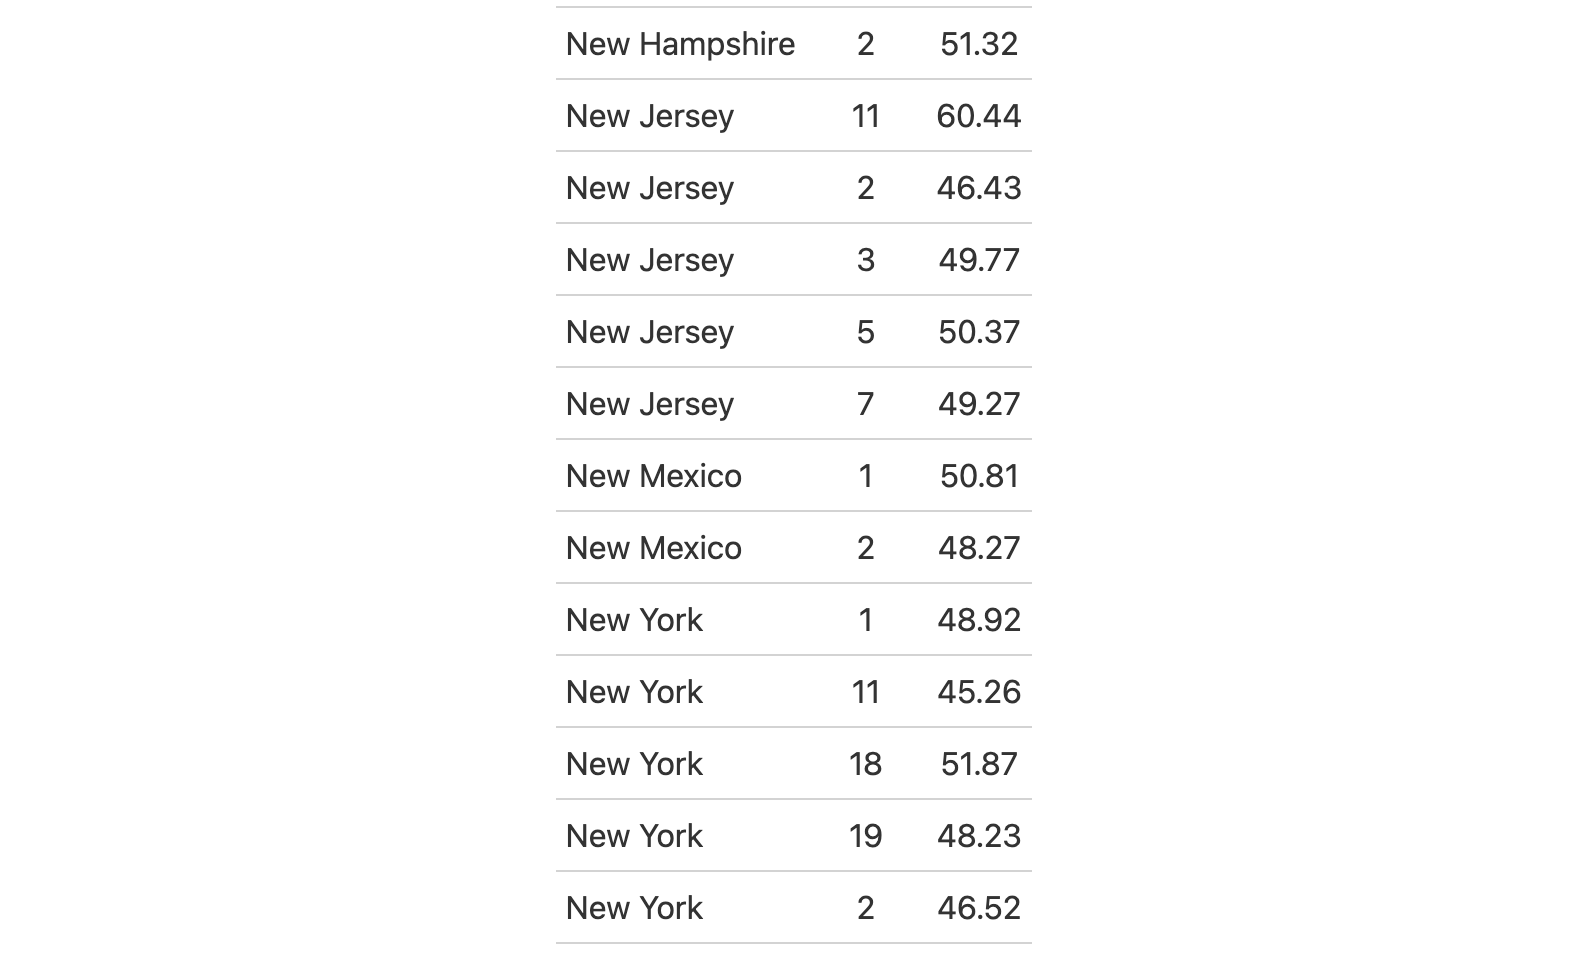 New Hampshire 2 51.32
New Jersey 11 60.44
New Jersey 2 46.43
New Jersey 3 49.77
New Jersey 5 50.37
New Jersey 7 49.27
New Mexico 1 50.81
New Mexico 2 48.27
New York 1 48.92
New York 11 45.26
New York 18 51.87
New York 19 48.23
New York 2 46.52